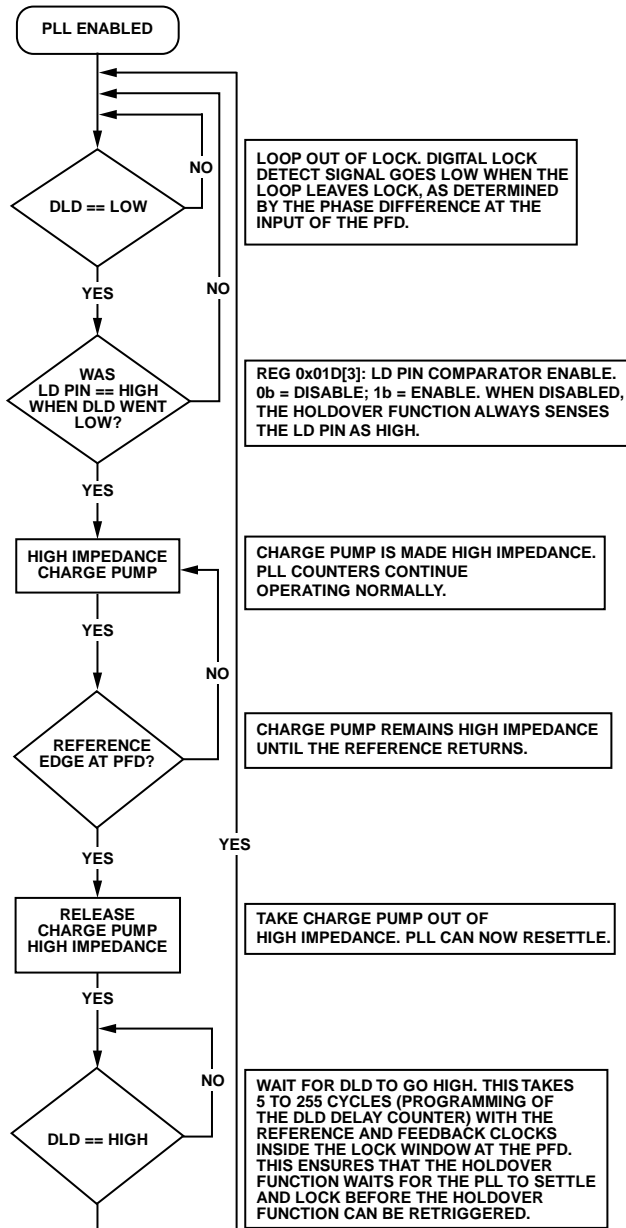 PLL ENABLED
NO
DLD == LOW
LOOP OUT OF LOCK. DIGITAL LOCK
DETECT SIGNAL GOES LOW WHEN THE
LOOP LEAVES LOCK, AS DETERMINED
BY THE PHASE DIFFERENCE AT THE
INPUT OF THE PFD.
YES
NO
WAS
LD PIN == HIGH
WHEN DLD WENT
LOW?
REG 0x01D[3]: LD PIN COMPARATOR ENABLE.
0b = DISABLE; 1b = ENABLE. WHEN DISABLED,
THE HOLDOVER FUNCTION ALWAYS SENSES
THE LD PIN AS HIGH.
YES
HIGH IMPEDANCE
CHARGE PUMP
CHARGE PUMP IS MADE HIGH IMPEDANCE.
PLL COUNTERS CONTINUE
OPERATING NORMALLY.
YES
NO
REFERENCE
EDGE AT PFD?
CHARGE PUMP REMAINS HIGH IMPEDANCE
UNTIL THE REFERENCE RETURNS.
YES
YES
RELEASE
CHARGE PUMP
HIGH IMPEDANCE
TAKE CHARGE PUMP OUT OF
HIGH IMPEDANCE. PLL CAN NOW RESETTLE.
YES
NO
DLD == HIGH
WAIT FOR DLD TO GO HIGH. THIS TAKES
5 TO 255 CYCLES (PROGRAMMING OF
THE DLD DELAY COUNTER) WITH THE
REFERENCE AND FEEDBACK CLOCKS
INSIDE THE LOCK WINDOW AT THE PFD.
THIS ENSURES THAT THE HOLDOVER
FUNCTION WAITS FOR THE PLL TO SETTLE
AND LOCK BEFORE THE HOLDOVER
FUNCTION CAN BE RETRIGGERED.